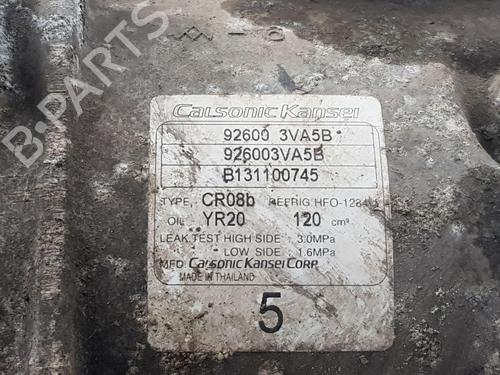 B-PARTS
Calsonic Kansei
92600 3VA5B
926003VA5B
B131100745
TYPE, CR08b REFRIG.HFO-1234
OIL YR20 120 cm³
LEAK TEST HIGH SIDE : 3.0MPa
LOW SIDE : 1.6MPa
MFD. Calsonic Kansei Corp.
MADE IN THAILAND
5